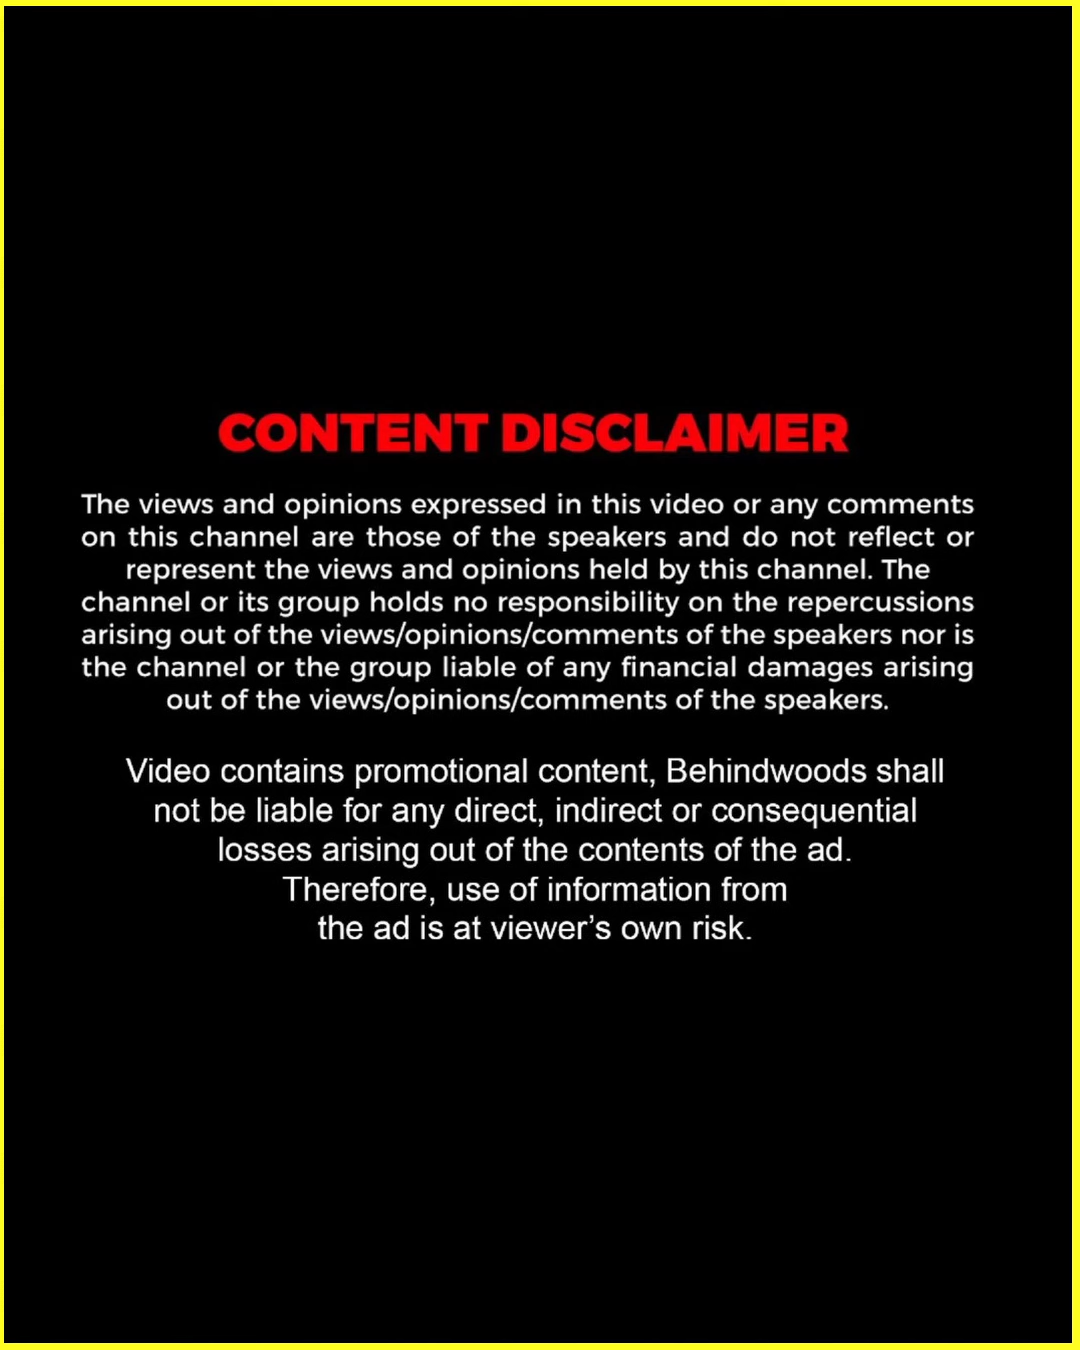 CONTENT DISCLAIMER
The views and opinions expressed in this video or any comments
on this channel are those of the speakers and do not reflect or
represent the views and opinions held by this channel. The
channel or its group holds no responsibility on the repercussions
arising out of the views/opinions/comments of the speakers nor is
the channel or the group liable of any financial damages arising
out of the views/opinions/comments of the speakers.
Video contains promotional content, Behindwoods shall
not be liable for any direct, indirect or consequential
losses arising out of the contents of the ad.
Therefore, use of information from
the ad is at viewer’s own risk.